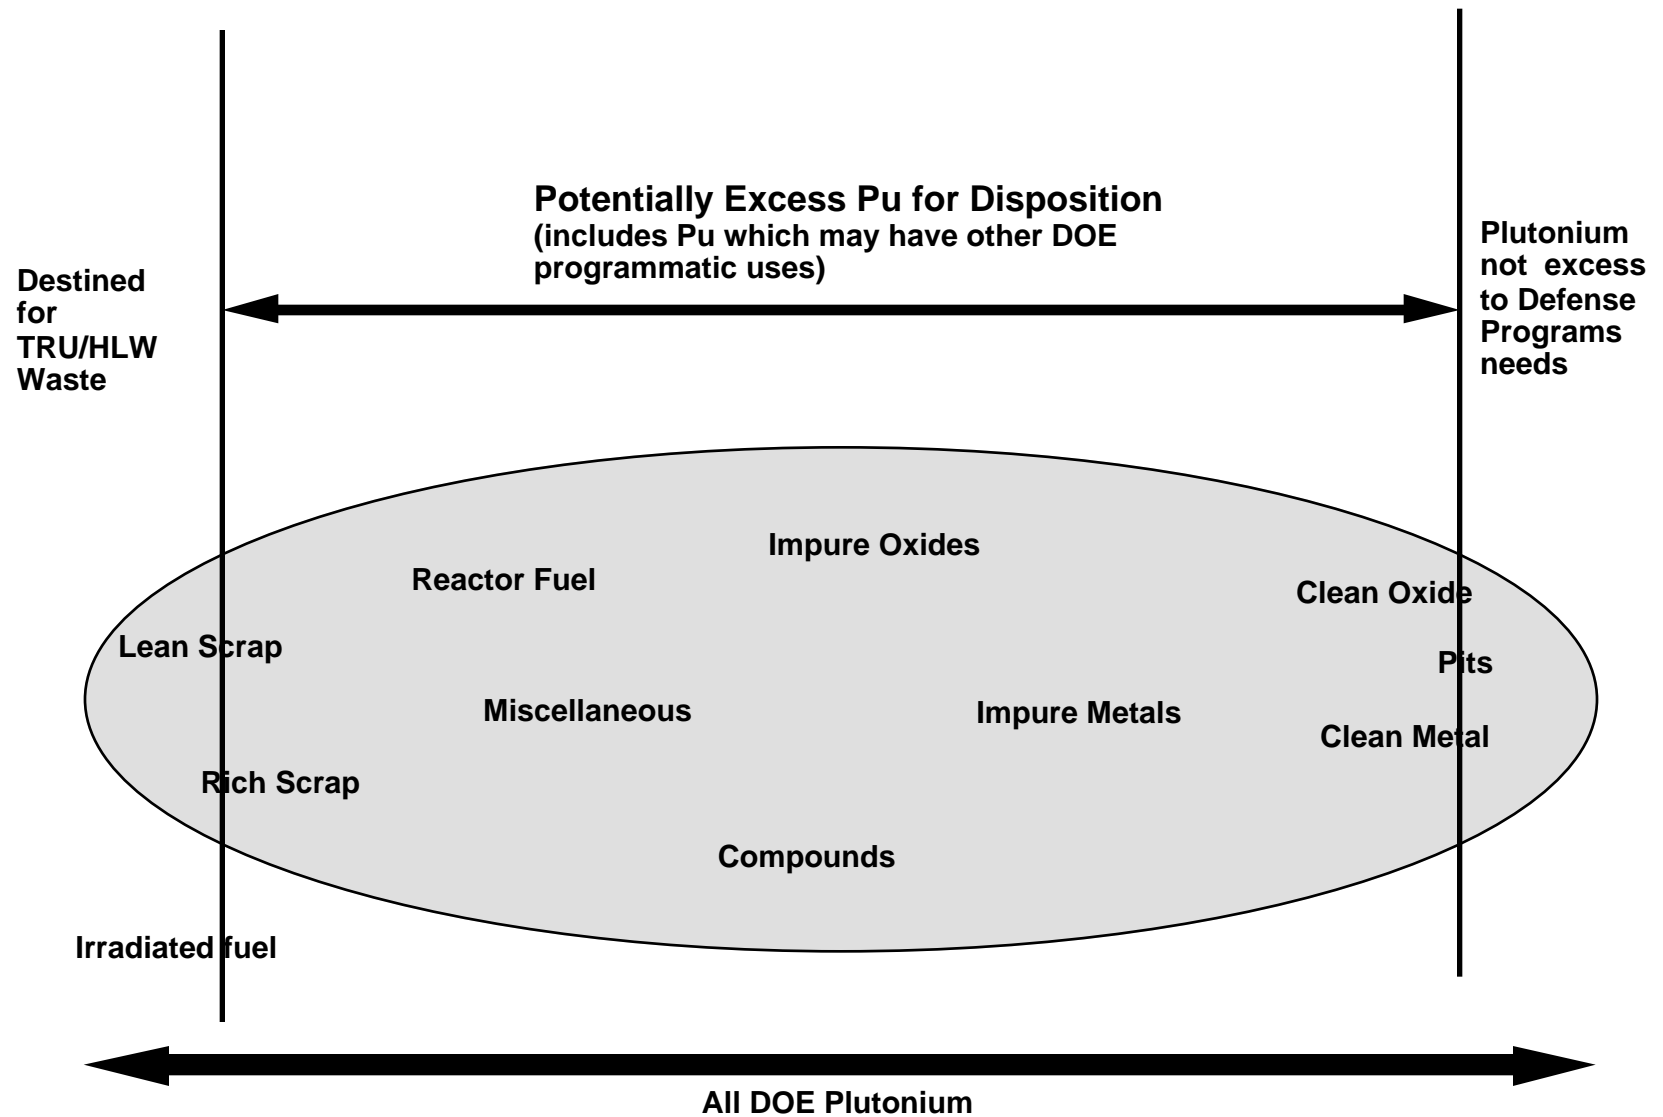 Potentially Excess Pu for Disposition
(includes Pu which may have other DOE
programmatic uses)
Destined
for
TRU/HLW
Waste
Plutonium
not excess
to Defense
Programs
needs
Impure Oxides
Reactor Fuel
Clean Oxide
Lean Scrap
Pits
Miscellaneous
Impure Metals
Clean Metal
Rich Scrap
Compounds
Irradiated fuel
All DOE Plutonium